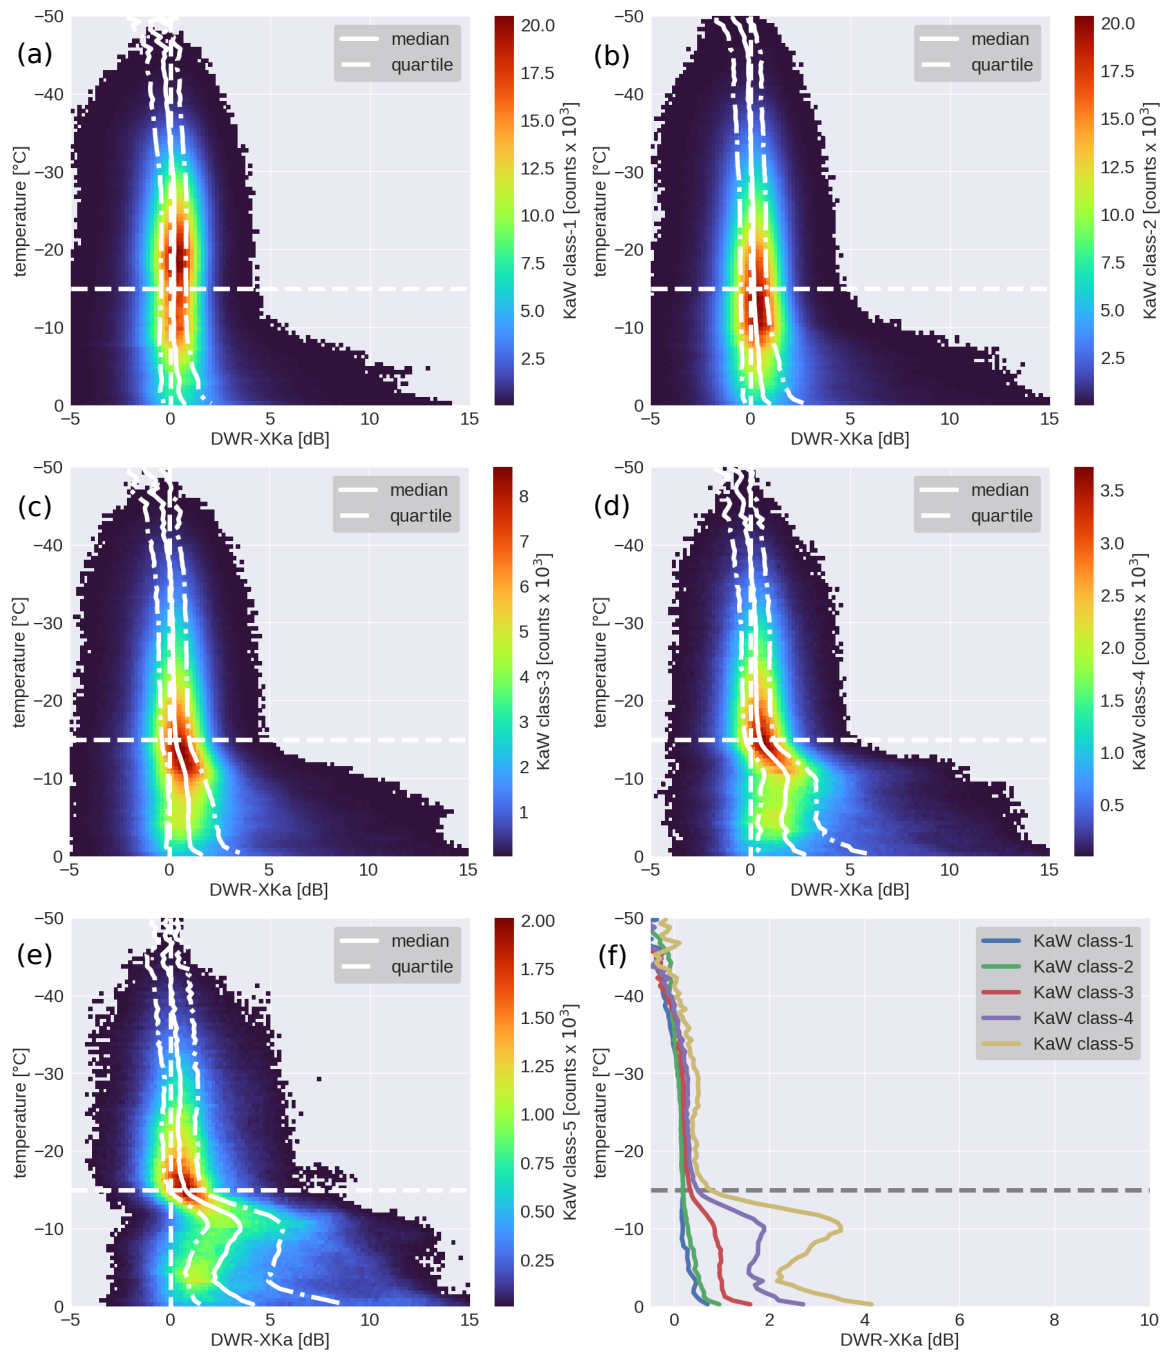 (a)
median
quartile
−50
−40
−30
−20
−10
0
temperature [°C]
−5
0
5
10
15
DWR-XKa [dB]
20.0
17.5
15.0
12.5
10.0
7.5
5.0
2.5
KaW class-1 [counts x 10³]
(b)
median
quartile
−50
−40
−30
−20
−10
0
temperature [°C]
−5
0
5
10
15
DWR-XKa [dB]
20.0
17.5
15.0
12.5
10.0
7.5
5.0
2.5
KaW class-2 [counts x 10³]
(c)
median
quartile
−50
−40
−30
−20
−10
0
temperature [°C]
−5
0
5
10
15
DWR-XKa [dB]
8
7
6
5
4
3
2
1
KaW class-3 [counts x 10³]
(d)
median
quartile
−50
−40
−30
−20
−10
0
temperature [°C]
−5
0
5
10
15
DWR-XKa [dB]
3.5
3.0
2.5
2.0
1.5
1.0
0.5
KaW class-4 [counts x 10³]
(e)
median
quartile
−50
−40
−30
−20
−10
0
temperature [°C]
−5
0
5
10
15
DWR-XKa [dB]
2.00
1.75
1.50
1.25
1.00
0.75
0.50
0.25
KaW class-5 [counts x 10³]
(f)
KaW class-1
KaW class-2
KaW class-3
KaW class-4
KaW class-5
−50
−40
−30
−20
−10
0
temperature [°C]
0
2
4
6
8
10
DWR-XKa [dB]